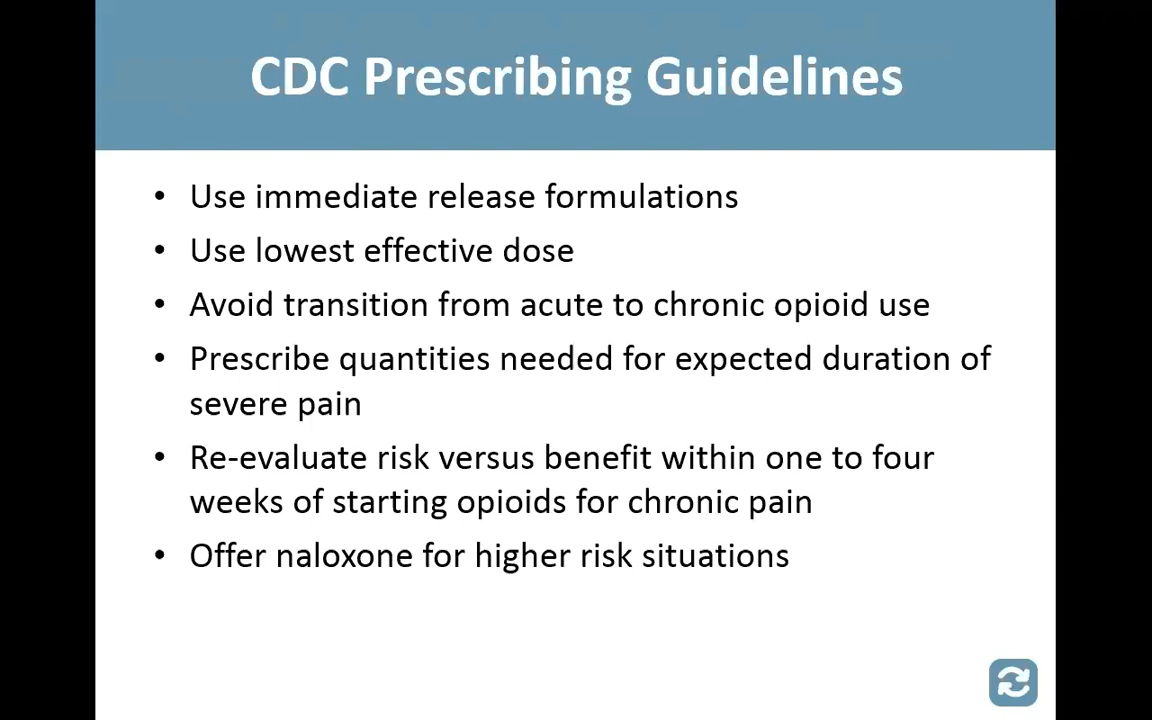 CDC Prescribing Guidelines
• Use immediate release formulations
• Use lowest effective dose
• Avoid transition from acute to chronic opioid use
• Prescribe quantities needed for expected duration of
severe pain
• Re-evaluate risk versus benefit within one to four
weeks of starting opioids for chronic pain
• Offer naloxone for higher risk situations